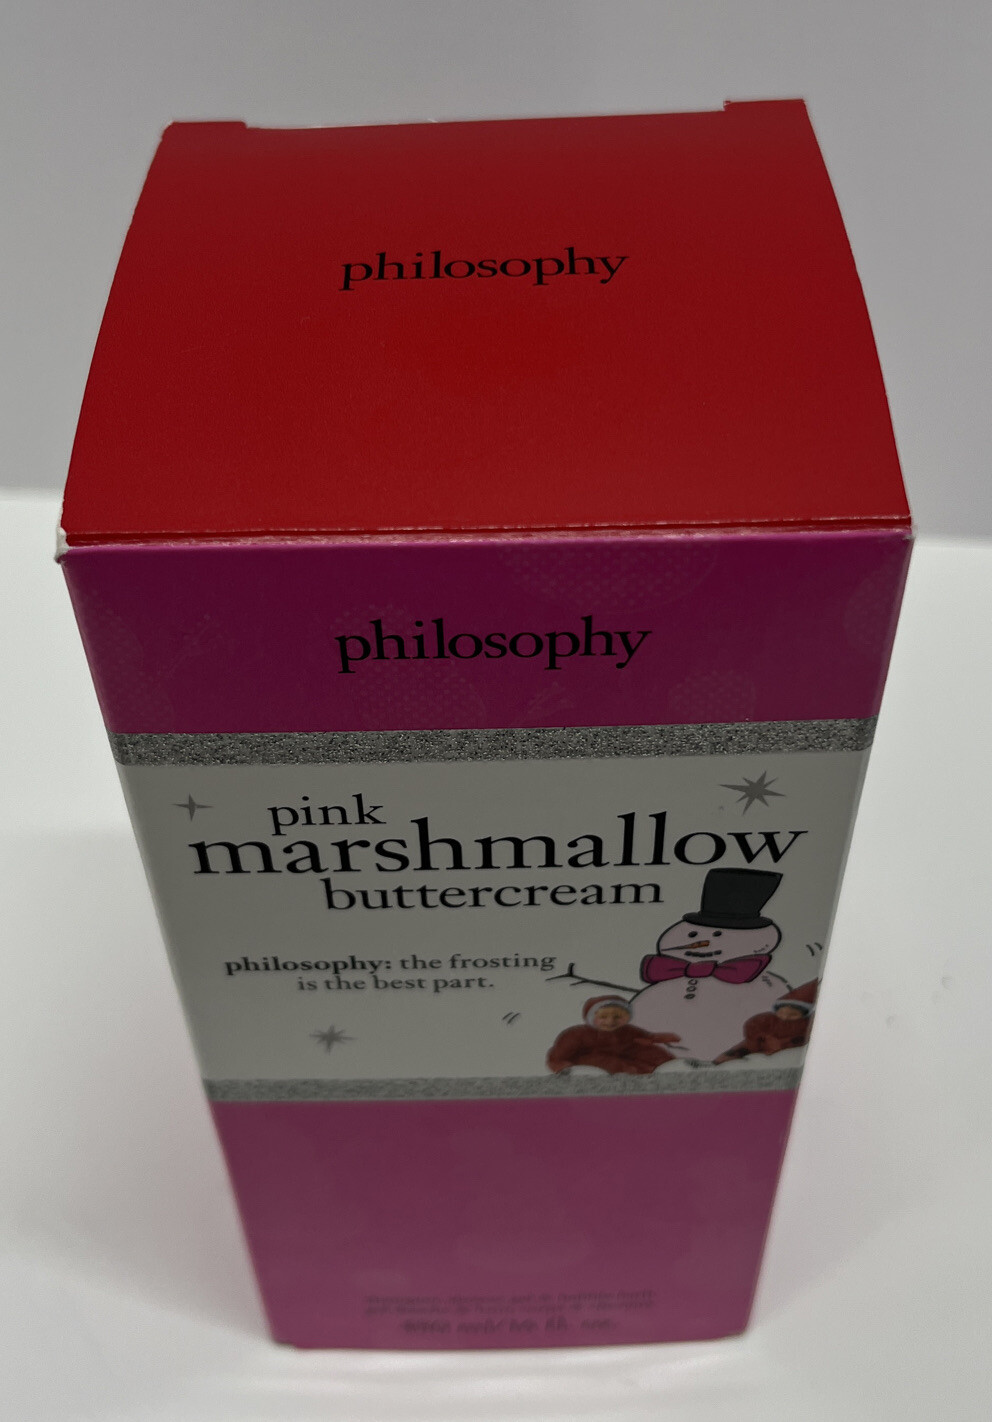 philosophy
philosophy
pink
marshmallow
buttercream
philosophy: the frosting
is the best part.